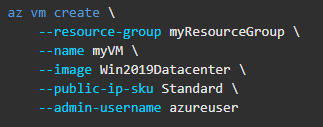 az vm create \
    --resource-group myResourceGroup \
    --name myVM \
    --image Win2019Datacenter \
    --public-ip-sku Standard \
    --admin-username azureuser